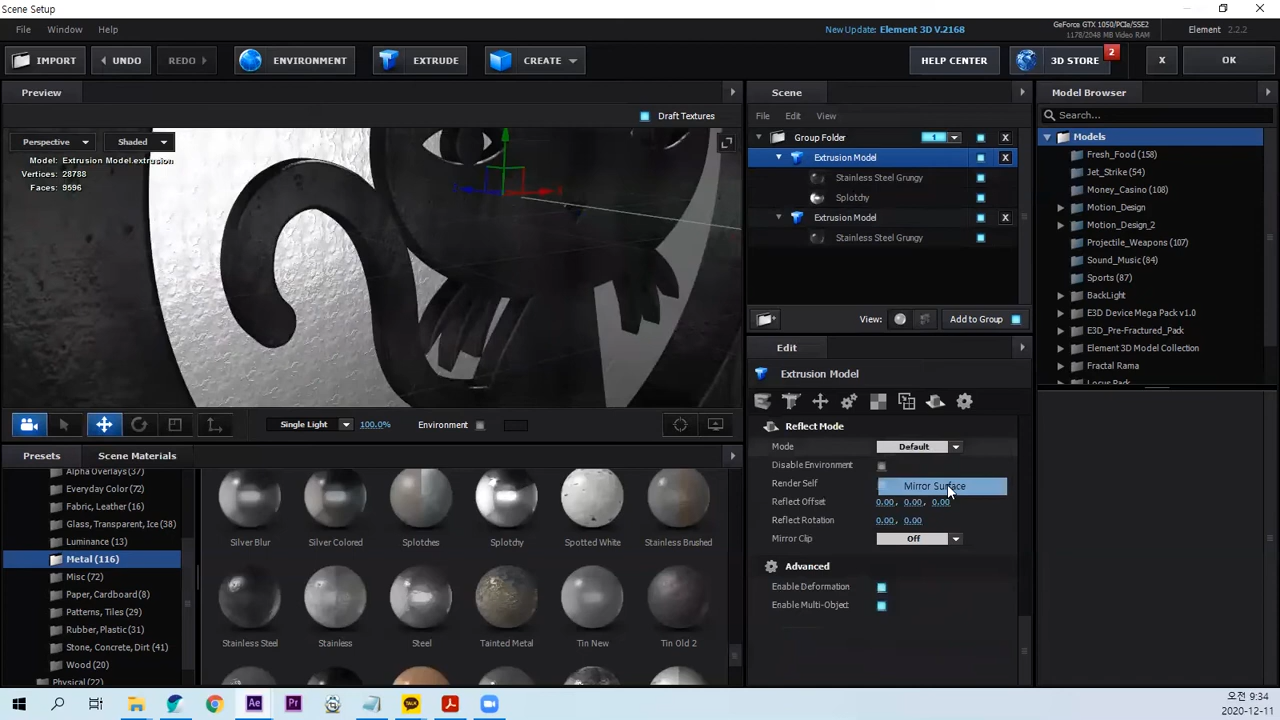 Scene Setup
File Window Help
New Update: Element 3D V.2168
GeForce GTX 1050/PCIe/SSE2
1178/2048 MB Video RAM
Element 2.2.2
IMPORT UNDO REDO ENVIRONMENT EXTRUDE CREATE HELP CENTER 3D STORE 2 X OK
Preview
Draft Textures
Perspective Shaded
Model: Extrusion Model.extrusion
Vertices: 28788
Faces: 9996
Single Light 100.0% Environment
Scene
File Edit View
Group Folder 1 X
Extrusion Model X
Stainless Steel Grungy
Splotchy
Extrusion Model X
Stainless Steel Grungy
View: Add to Group
Model Browser
Search...
Models
Fresh_Food (158)
Jet_Strike (54)
Money_Casino (108)
Motion_Design
Motion_Design_2
Projectile_Weapons (107)
Sound_Music (84)
Sports (87)
BackLight
E3D Device Mega Pack v1.0
E3D_Pre-Fractured_Pack
Element 3D Model Collection
Fractal Rama
Edit
Extrusion Model
Reflect Mode
Mode Default
Disable Environment
Render Self Mirror Surface
Reflect Offset 0.00, 0.00, 0.00
Reflect Rotation 0.00, 0.00
Mirror Clip Off
Advanced
Enable Deformation
Enable Multi-Object
Presets Scene Materials
Alpha Overlays (37)
Everyday Color (72)
Fabric, Leather (16)
Glass, Transparent, Ice (38)
Luminance (13)
Metal (116)
Misc (72)
Paper, Cardboard (8)
Patterns, Tiles (29)
Rubber, Plastic (31)
Stone, Concrete, Dirt (41)
Wood (20)
Physical (22)
Silver Blur Silver Colored Splotches Splotchy Spotted White Stainless Brushed
Stainless Steel Stainless Steel Tainted Metal Tin New Tin Old 2
Ae Pr TALK
오전 9:34
2020-12-11